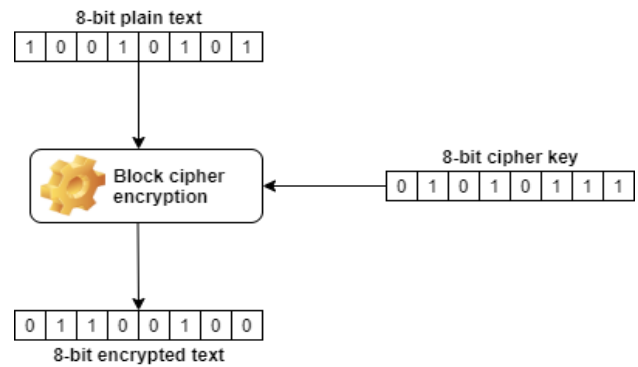 8-bit plain text
1 0 0 1 0 1 0 1
Block cipher
encryption
8-bit cipher key
0 1 0 1 0 1 1 1
0 1 1 0 0 1 0 0
8-bit encrypted text